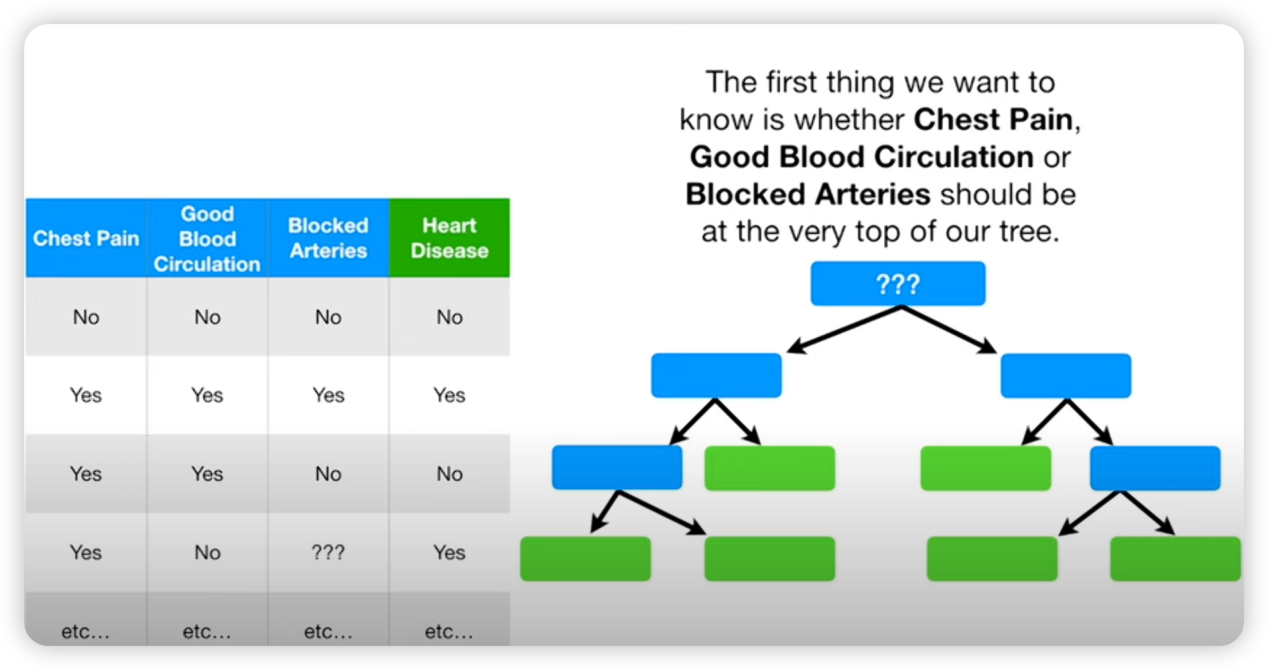 The first thing we want to
know is whether Chest Pain,
Good Blood Circulation or
Blocked Arteries should be
at the very top of our tree.
???
Chest Pain
Good
Blood
Circulation
Blocked
Arteries
Heart
Disease
No No No No
Yes Yes Yes Yes
Yes Yes No No
Yes No ??? Yes
etc... etc... etc... etc...